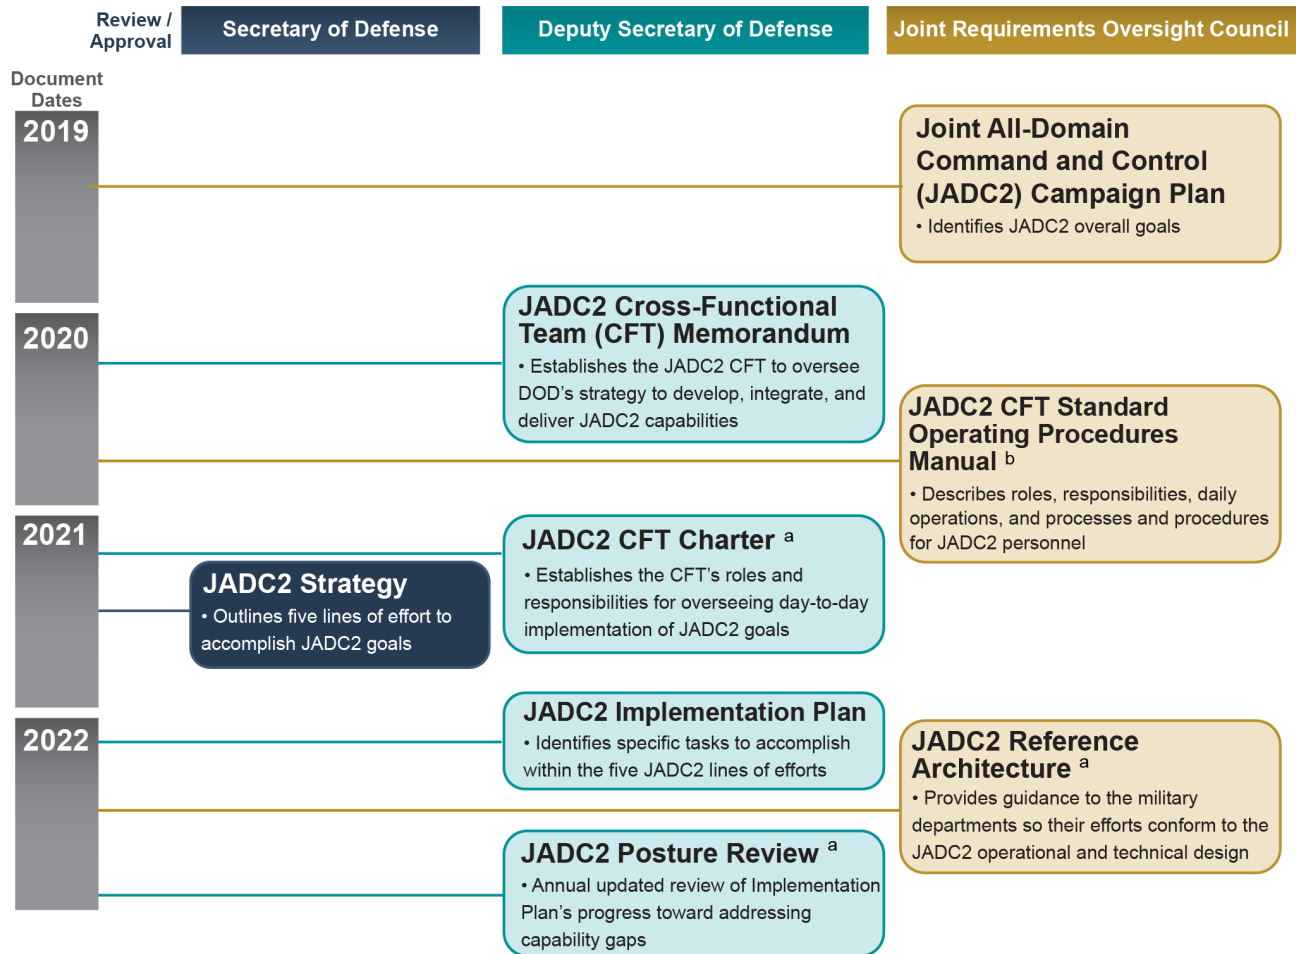 Review /
Approval
Secretary of Defense
Deputy Secretary of Defense
Joint Requirements Oversight Council
Document
Dates
2019
Joint All-Domain
Command and Control
(JADC2) Campaign Plan
• Identifies JADC2 overall goals
2020
JADC2 Cross-Functional
Team (CFT) Memorandum
• Establishes the JADC2 CFT to oversee
DOD’s strategy to develop, integrate, and
deliver JADC2 capabilities
JADC2 CFT Standard
Operating Procedures
Manual b
• Describes roles, responsibilities, daily
operations, and processes and procedures
for JADC2 personnel
2021
JADC2 CFT Charter a
• Establishes the CFT’s roles and
responsibilities for overseeing day-to-day
implementation of JADC2 goals
JADC2 Strategy
• Outlines five lines of effort to
accomplish JADC2 goals
2022
JADC2 Implementation Plan
• Identifies specific tasks to accomplish
within the five JADC2 lines of efforts
JADC2 Reference
Architecture a
• Provides guidance to the military
departments so their efforts conform to the
JADC2 operational and technical design
JADC2 Posture Review a
• Annual updated review of Implementation
Plan’s progress toward addressing
capability gaps